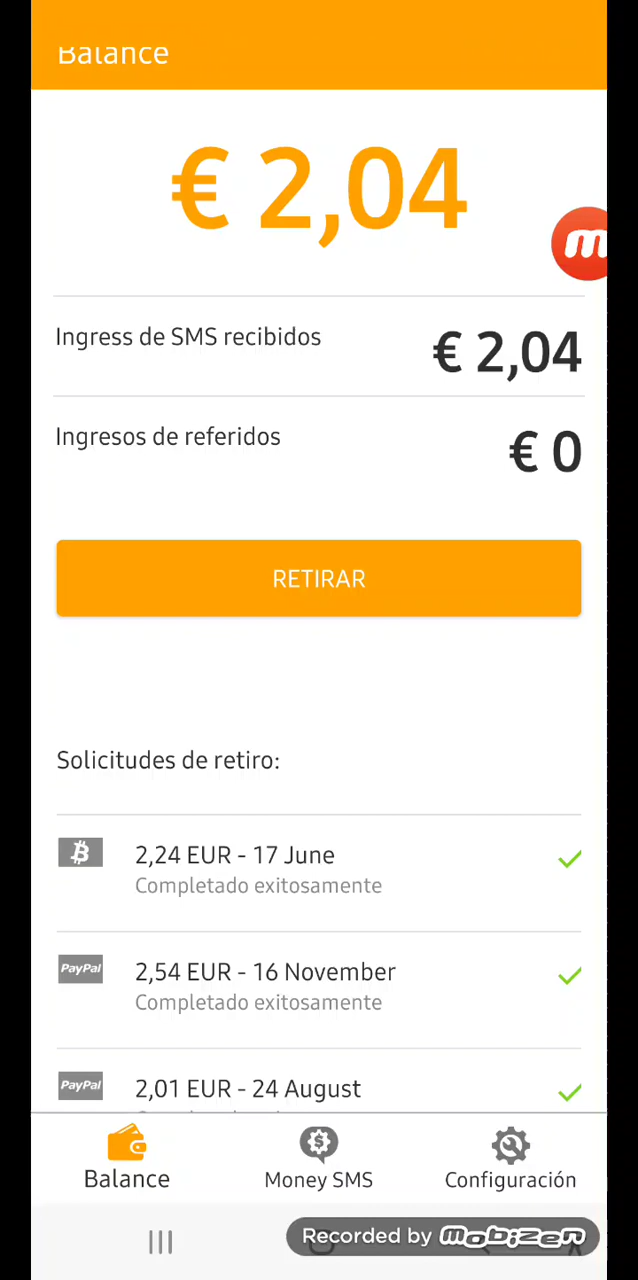 Balance
€ 2,04
m
Ingress de SMS recibidos
€ 2,04
Ingresos de referidos
€ 0
RETIRAR
Solicitudes de retiro:
2,24 EUR - 17 June
Completado exitosamente
PayPal
2,54 EUR - 16 November
Completado exitosamente
PayPal
2,01 EUR - 24 August
Balance
Money SMS
Configuración
Recorded by mobizen